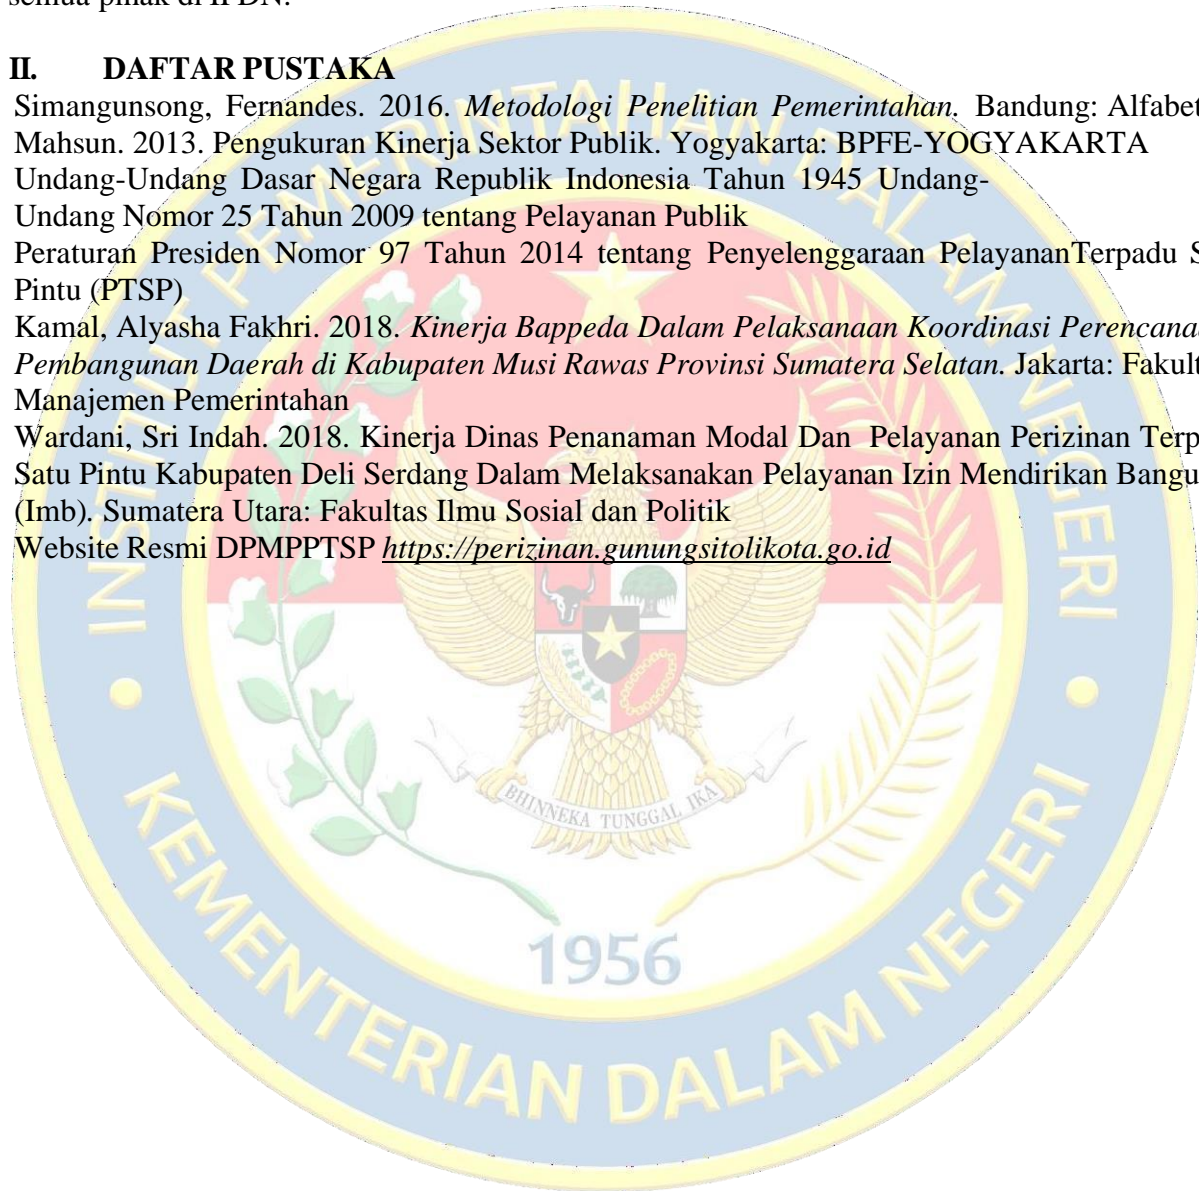 II. DAFTAR PUSTAKA
Simangunsong, Fernandes. 2016. Metodologi Penelitian Pemerintahan. Bandung: Alfabet
Mahsun. 2013. Pengukuran Kinerja Sektor Publik. Yogyakarta: BPFE-YOGYAKARTA
Undang-Undang Dasar Negara Republik Indonesia Tahun 1945 Undang-
Undang Nomor 25 Tahun 2009 tentang Pelayanan Publik
Peraturan Presiden Nomor 97 Tahun 2014 tentang Penyelenggaraan PelayananTerpadu S
Pintu (PTSP)
Kamal, Alyasha Fakhri. 2018. Kinerja Bappeda Dalam Pelaksanaan Koordinasi Perencana
Pembangunan Daerah di Kabupaten Musi Rawas Provinsi Sumatera Selatan. Jakarta: Fakult
Manajemen Pemerintahan
Wardani, Sri Indah. 2018. Kinerja Dinas Penanaman Modal Dan Pelayanan Perizinan Terp
Satu Pintu Kabupaten Deli Serdang Dalam Melaksanakan Pelayanan Izin Mendirikan Bangu
(Imb). Sumatera Utara: Fakultas Ilmu Sosial dan Politik
Website Resmi DPMPPTSP https://perizinan.gunungsitolikota.go.id
INSTITUT PEMERINTAHAN DALAM NEGERI
BHINNEKA TUNGGAL IKA
1956
KEMENTERIAN DALAM NEGERI